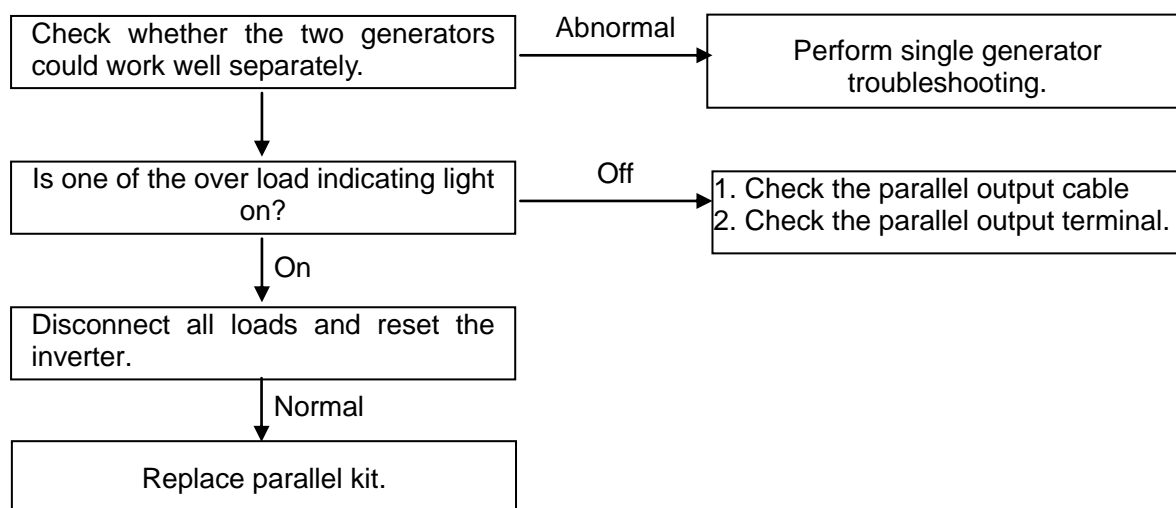 Check whether the two generators
could work well separately.
Abnormal
Perform single generator
troubleshooting.
Is one of the over load indicating light
on?
Off
1. Check the parallel output cable
2. Check the parallel output terminal.
On
Disconnect all loads and reset the
inverter.
Normal
Replace parallel kit.